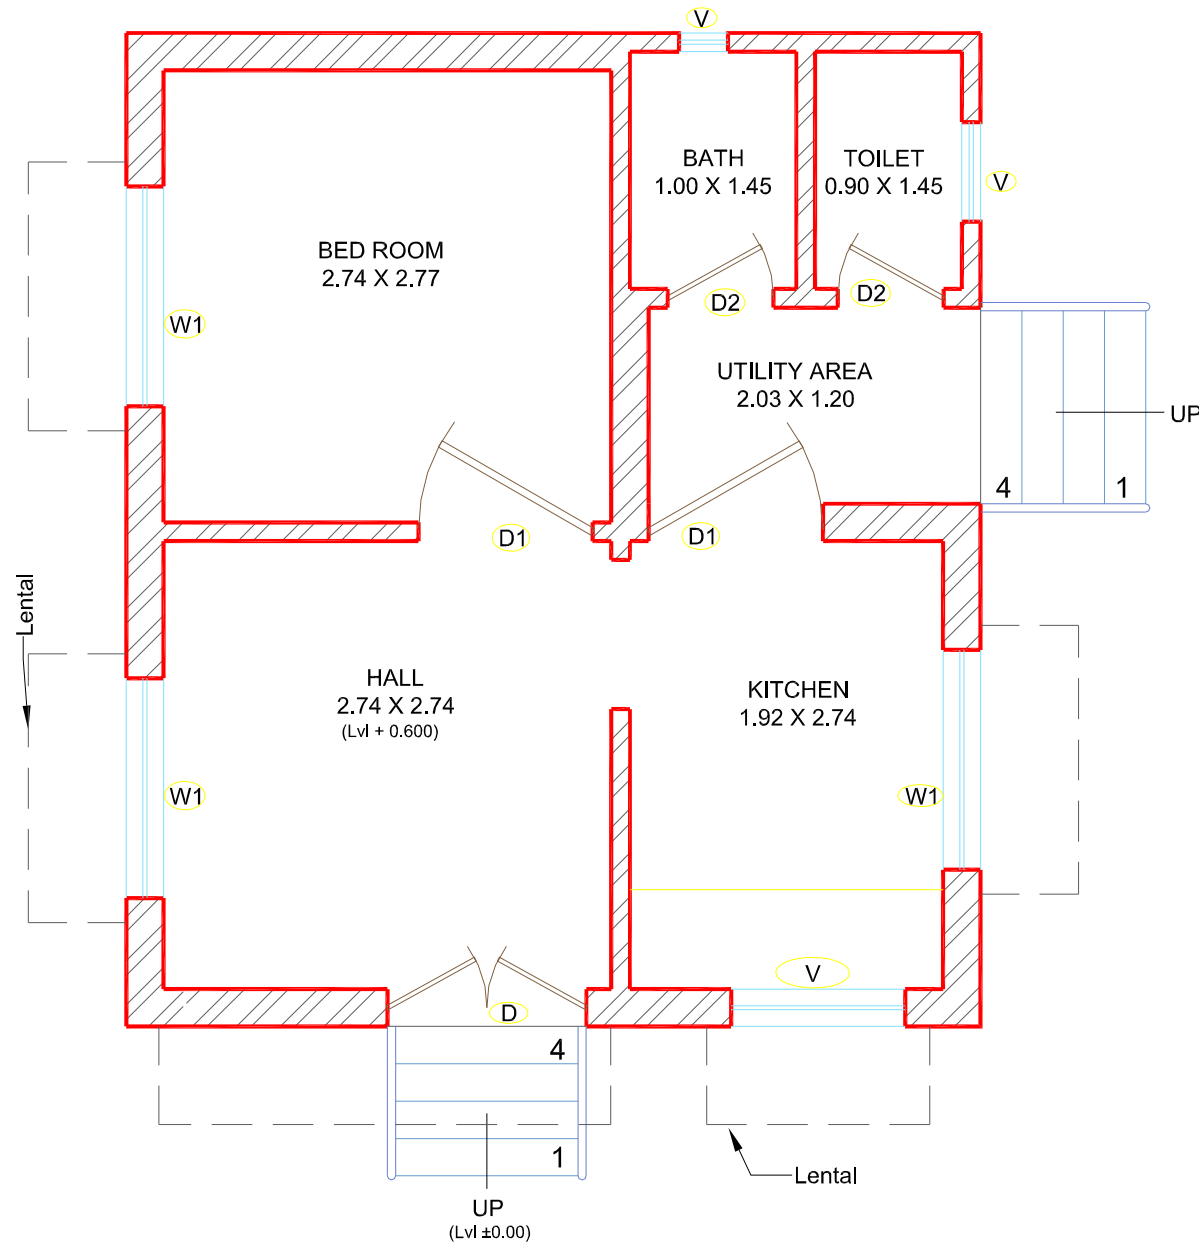 V
BATH
1.00 X 1.45
TOILET
0.90 X 1.45
V
BED ROOM
2.74 X 2.77
D2
D2
W1
UTILITY AREA
2.03 X 1.20
UP
4
1
D1
D1
Lental
HALL
2.74 X 2.74
(Lvl + 0.600)
KITCHEN
1.92 X 2.74
W1
W1
V
D
4
1
Lental
UP
(Lvl ±0.00)